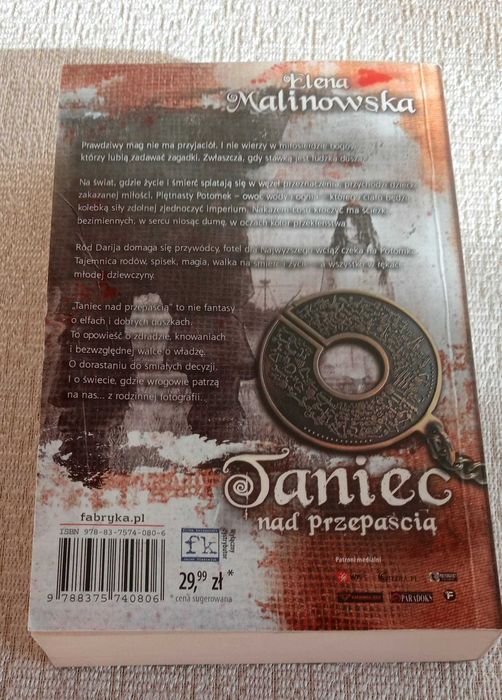 Elena
Malinowska
Prawdziwy mag nie ma przyjaciół. I nie wierzy w miłosierdzie bogów,
którzy lubią zadawać zagadki. Zwłaszcza, gdy stawką jest ludzka dusza.
Na świat, gdzie życie i śmierć splatają się w węzeł przeznaczenia, przychodzi dziecię
zakazanej miłości. Piętnasty Potomek – owoc wody i ognia – którego ciało będzie
kolebką siły zdolnej zjednoczyć Imperium. Nakazem Losu kroczyć ma ścieżką
bezimiennych, w sercu niosąc dumę, w oczach kolor przekleństwa.
Ród Darija domaga się przywódcy, fotel dla Najwyższego wciąż czeka na Potomka.
Tajemnica rodów, spisek, magia, walka na śmierć i życie – a wszystko w rękach
młodej dziewczyny.
„Taniec nad przepaścią” to nie fantasy
o elfach i dobrych duszkach.
To opowieść o zdradzie, knowaniach
i bezwzględnej walce o władzę.
O dorastaniu do śmiałych decyzji.
I o świecie, gdzie wrogowie patrzą
na nas... z rodzinnej fotografii...
Taniec
nad przepaścią
fabryka.pl
ISBN 978-83-7574-080-6
9 788375 740806
fk
Wyłączny
dystrybutor
29,99 zł *
cena sugerowana
Patroni medialni
PARADOKS
F